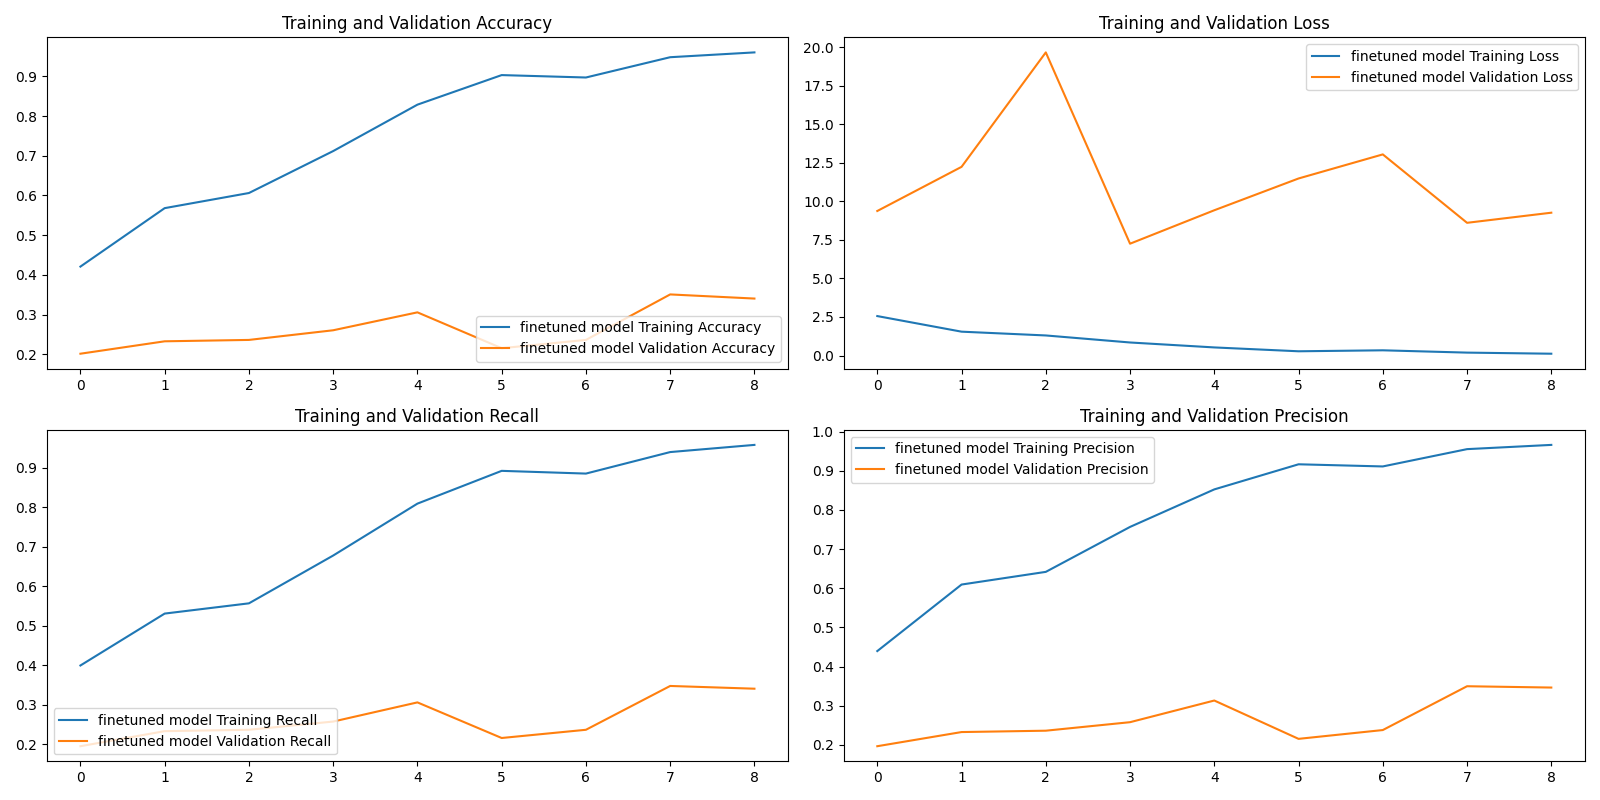 Training and Validation Accuracy
0.9
0.8
0.7
0.6
0.5
0.4
0.3
0.2
finetuned model Training Accuracy
finetuned model Validation Accuracy
0 1 2 3 4 5 6 7 8
Training and Validation Loss
20.0
17.5
15.0
12.5
10.0
7.5
5.0
2.5
0.0
finetuned model Training Loss
finetuned model Validation Loss
0 1 2 3 4 5 6 7 8
Training and Validation Recall
0.9
0.8
0.7
0.6
0.5
0.4
0.3
0.2
finetuned model Training Recall
finetuned model Validation Recall
0 1 2 3 4 5 6 7 8
Training and Validation Precision
1.0
0.9
0.8
0.7
0.6
0.5
0.4
0.3
0.2
finetuned model Training Precision
finetuned model Validation Precision
0 1 2 3 4 5 6 7 8